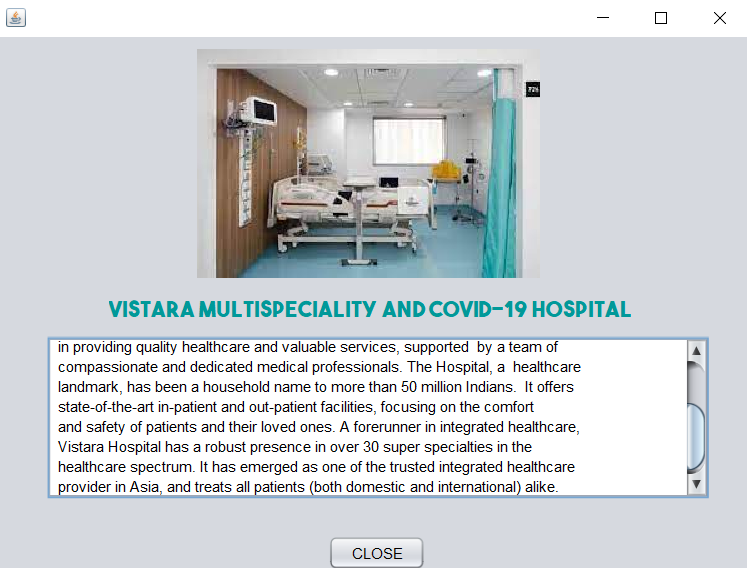 726
VISTARA MULTISPECIALITY AND COVID-19 HOSPITAL
in providing quality healthcare and valuable services, supported  by a team of
compassionate and dedicated medical professionals. The Hospital, a  healthcare
landmark, has been a household name to more than 50 million Indians.  It offers
state-of-the-art in-patient and out-patient facilities, focusing on the comfort
and safety of patients and their loved ones. A forerunner in integrated healthcare,
Vistara Hospital has a robust presence in over 30 super specialties in the
healthcare spectrum. It has emerged as one of the trusted integrated healthcare
provider in Asia, and treats all patients (both domestic and international) alike.
CLOSE